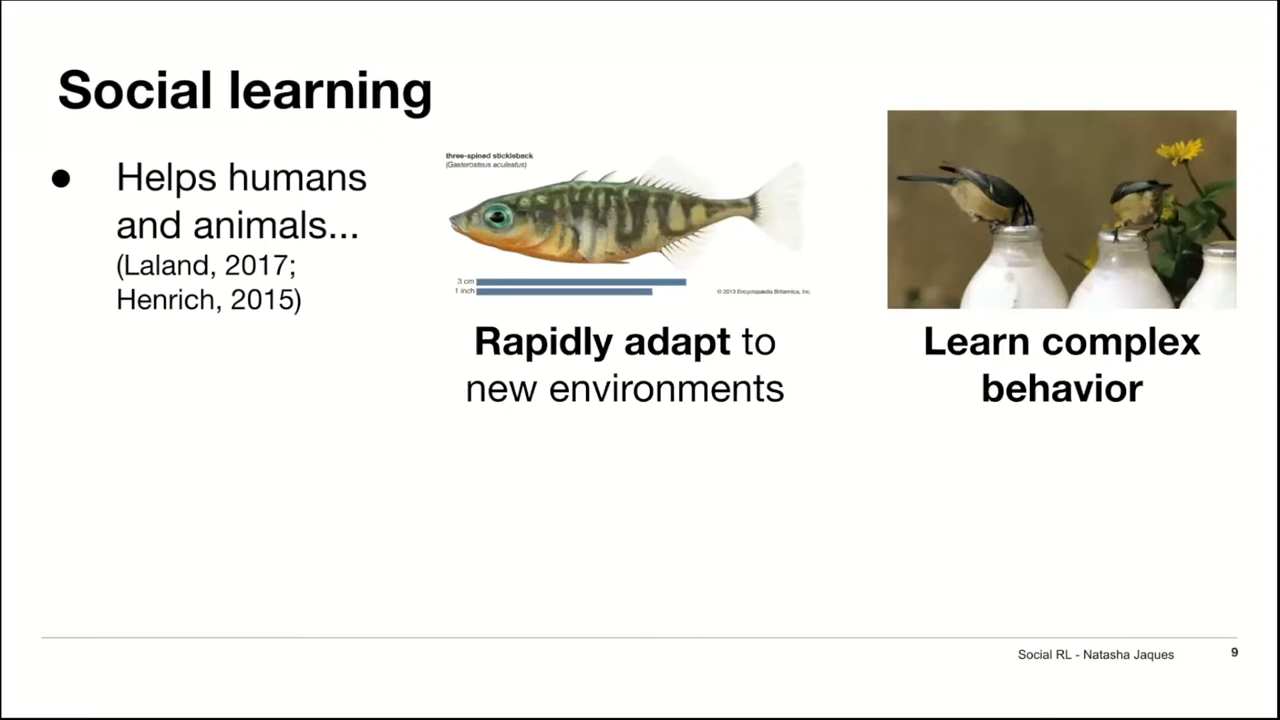 Social learning
● Helps humans
and animals...
(Laland, 2017;
Henrich, 2015)
three-spined stickleback
(Gasterosteus aculeatus)
3 cm
1 inch
© 2013 Encyclopædia Britannica, Inc.
Rapidly adapt to
new environments
Learn complex
behavior
Social RL - Natasha Jaques
9